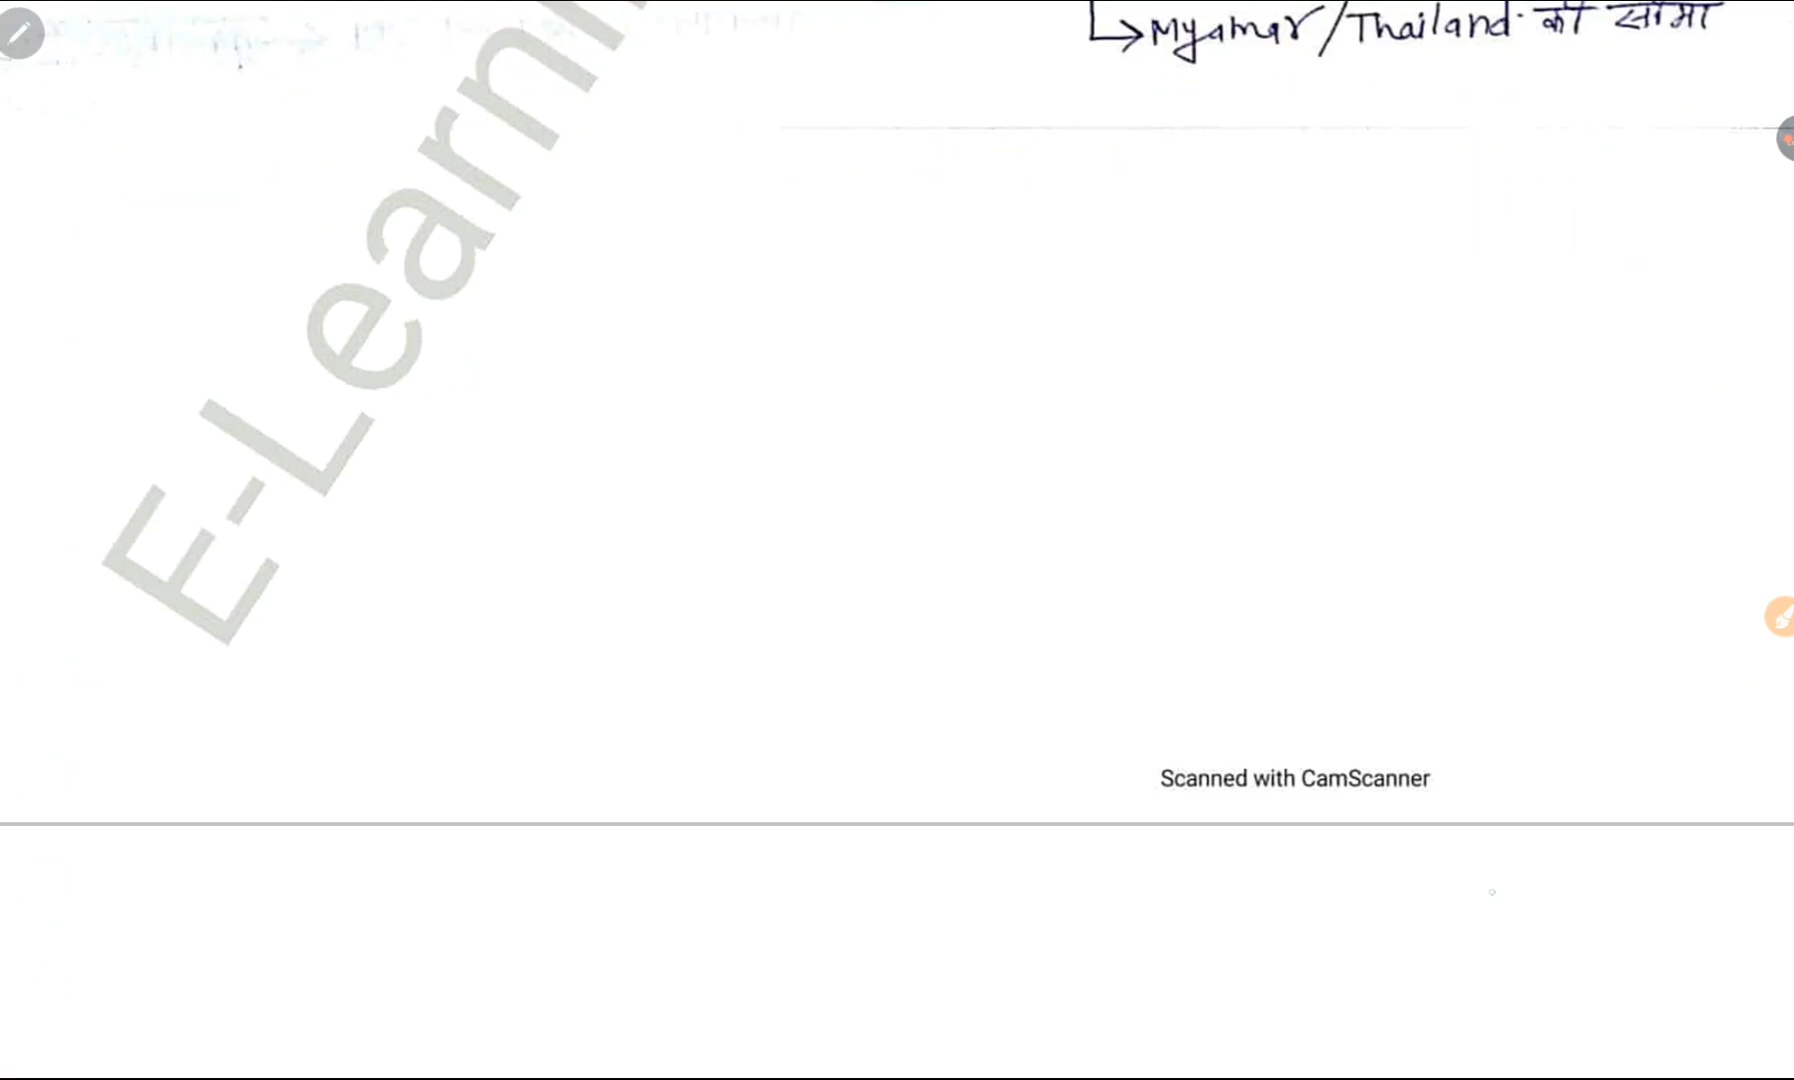 ↳Myamar/Thailand. की सीमा
E-Learni
Scanned with CamScanner